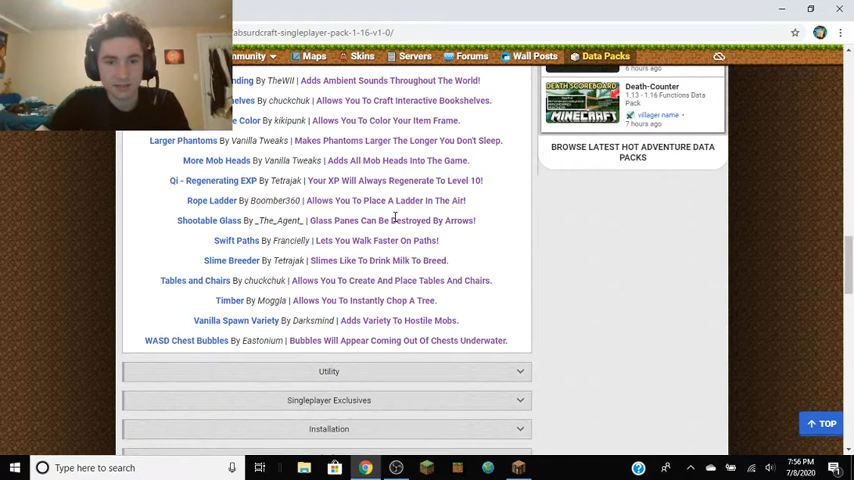 absurdcraft-singleplayer-pack-1-16-v1-0/
munity Maps Skins Servers Forums Wall Posts Data Packs
nding By TheWII | Adds Ambient Sounds Throughout The World!
elves By chuckchuk | Allows You To Craft Interactive Bookshelves.
e Color By kikipunk | Allows You To Color Your Item Frame.
Larger Phantoms By Vanilla Tweaks | Makes Phantoms Larger The Longer You Don't Sleep.
More Mob Heads By Vanilla Tweaks | Adds All Mob Heads Into The Game.
Qi - Regenerating EXP By Tetrajak | Your XP Will Always Regenerate To Level 10!
Rope Ladder By Boomber360 | Allows You To Place A Ladder In The Air!
Shootable Glass By _The_Agent_ | Glass Panes Can Be Destroyed By Arrows!
Swift Paths By Francielly | Lets You Walk Faster On Paths!
Slime Breeder By Tetrajak | Slimes Like To Drink Milk To Breed.
Tables and Chairs By chuckchuk | Allows You To Create And Place Tables And Chairs.
Timber By Moggla | Allows You To Instantly Chop A Tree.
Vanilla Spawn Variety By Darksmind | Adds Variety To Hostile Mobs.
WASD Chest Bubbles By Eastonium | Bubbles Will Appear Coming Out Of Chests Underwater.
Utility
Singleplayer Exclusives
Installation
6 hours ago
DEATH SCOREBOARD
MINECRAFT
Death-Counter
1.13 - 1.16 Functions Data
Pack
villager name
7 hours ago
BROWSE LATEST HOT ADVENTURE DATA
PACKS
TOP
Type here to search
7:56 PM
7/8/2020